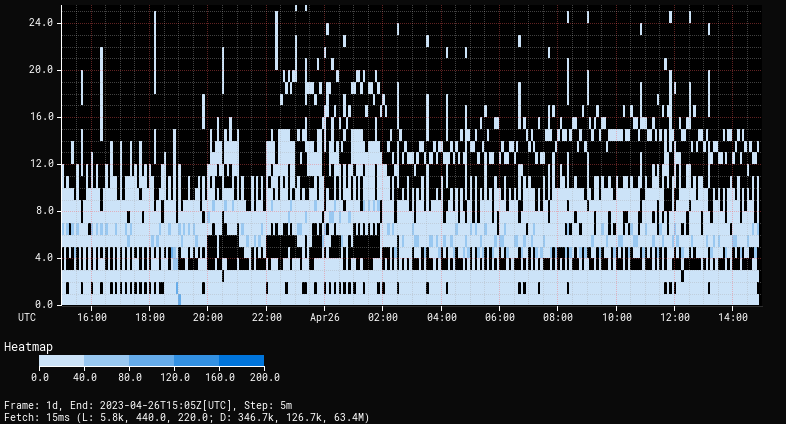 24.0
20.0
16.0
12.0
8.0
4.0
0.0
UTC 16:00 18:00 20:00 22:00 Apr26 02:00 04:00 06:00 08:00 10:00 12:00 14:00
Heatmap
0.0 40.0 80.0 120.0 160.0 200.0
Frame: 1d, End: 2023-04-26T15:05Z[UTC], Step: 5m
Fetch: 15ms (L: 5.8k, 440.0, 220.0; D: 346.7k, 126.7k, 63.4M)